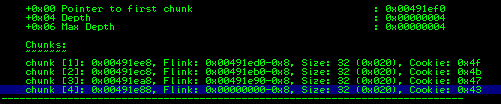 +0x00 Pointer to first chunk : 0x00491ef0
+0x04 Depth : 0x00000004
+0x06 Max Depth : 0x00000004
Chunks:
~~~~~~~
chunk [1]: 0x00491ee8, Flink: 0x00491ed0-0x8, Size: 32 (0x020), Cookie: 0x4f
chunk [2]: 0x00491ec8, Flink: 0x00491eb0-0x8, Size: 32 (0x020), Cookie: 0x4b
chunk [3]: 0x00491ea8, Flink: 0x00491e90-0x8, Size: 32 (0x020), Cookie: 0x47
chunk [4]: 0x00491e88, Flink: 0x00000000-0x8, Size: 32 (0x020), Cookie: 0x43